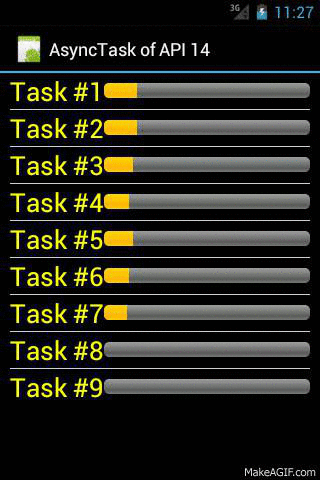 3G 11:27
AsyncTask of API 14
Task #1
Task #2
Task #3
Task #4
Task #5
Task #6
Task #7
Task #8
Task #9
MakeAGIF.com